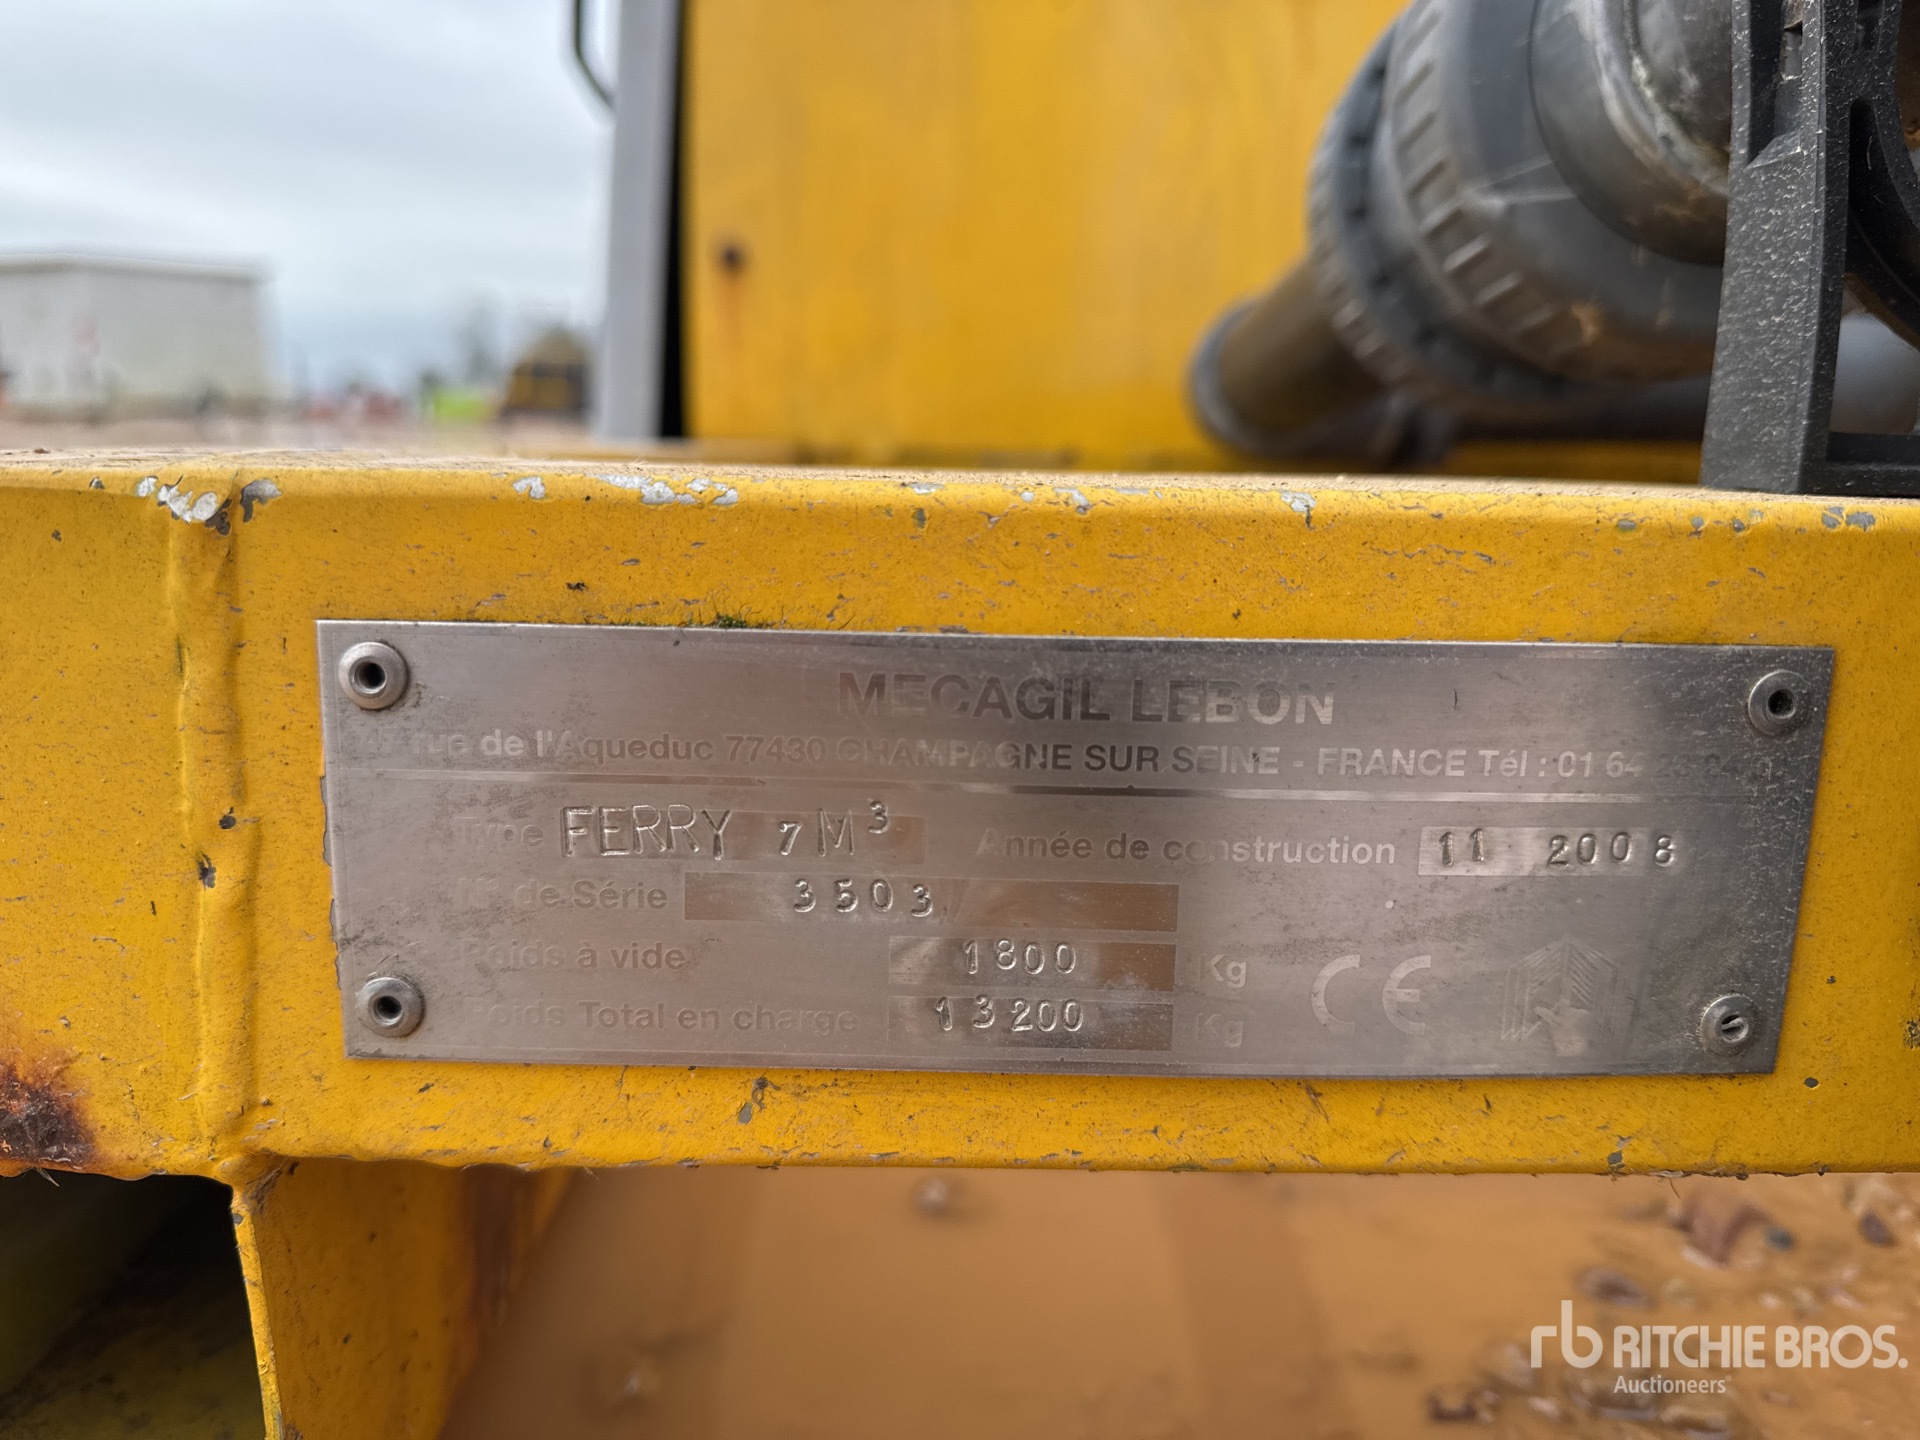 MECAGIL LEBON
rue de l'Aqueduc 77430 CHAMPAGNE SUR SEINE - FRANCE Tél : 01 64
Type FERRY 7 M³ Année de construction 11 2008
N° de Série 3503
Poids à vide 1800 Kg
Poids Total en charge 13200 Kg
CE
rb RITCHIE BROS.
Auctioneers